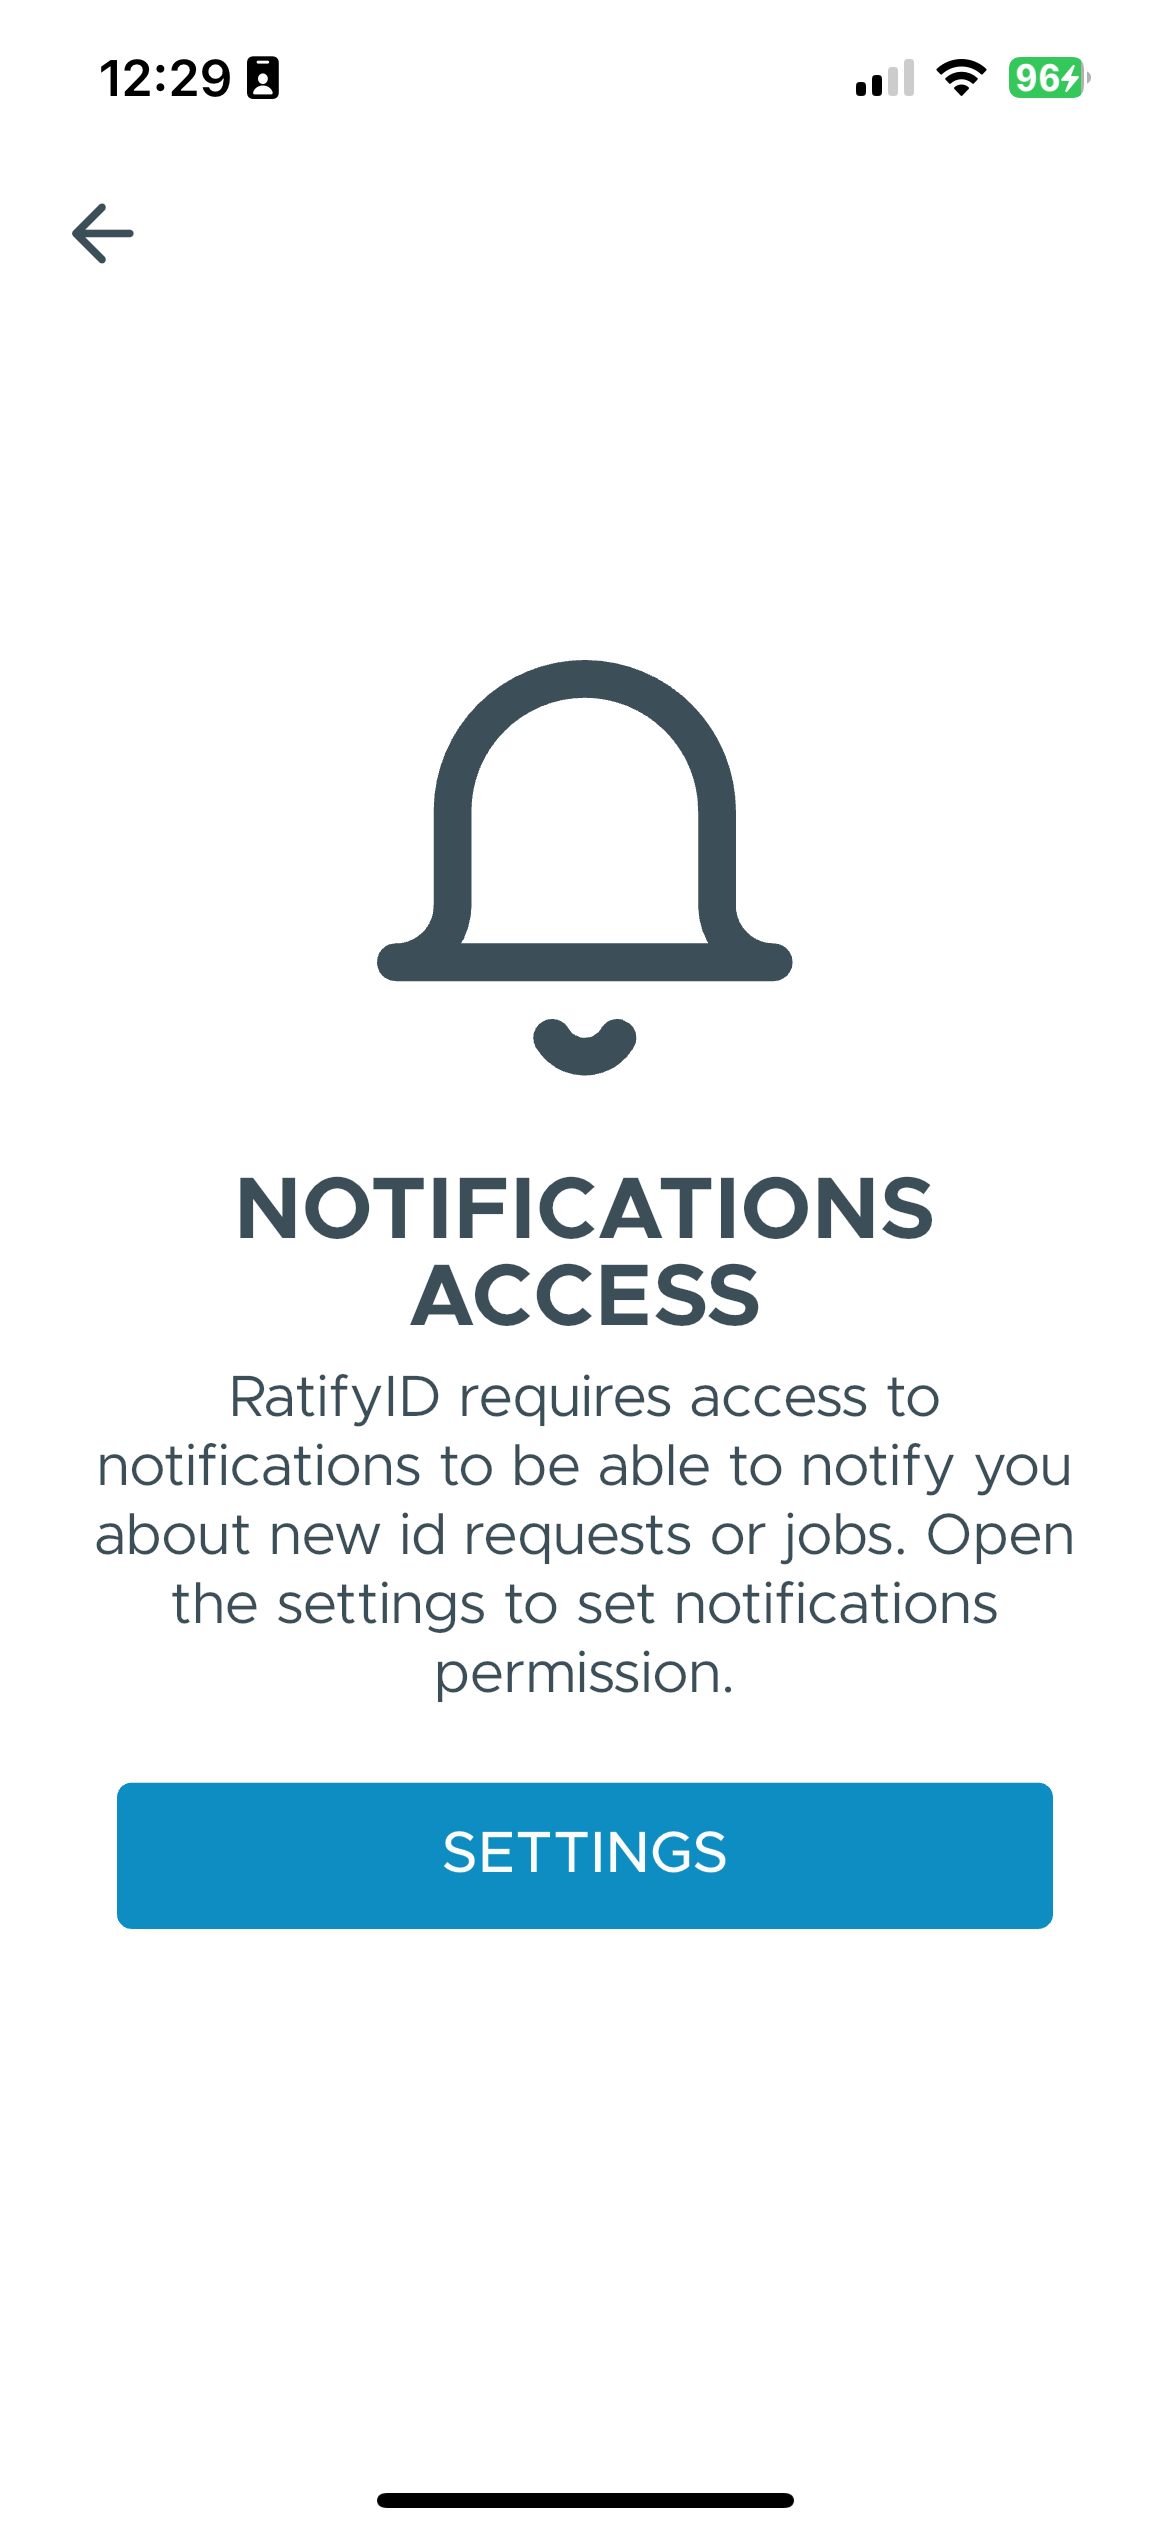 12:29
96
NOTIFICATIONS
ACCESS
RatifyID requires access to
notifications to be able to notify you
about new id requests or jobs. Open
the settings to set notifications
permission.
SETTINGS